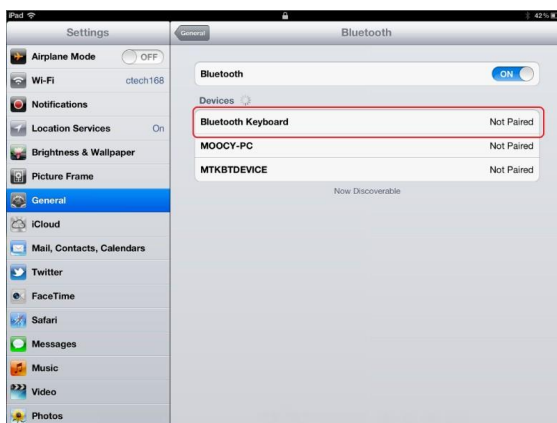 iPad
42%
Settings
General
Bluetooth
Airplane Mode OFF
Wi-Fi ctech168
Notifications
Location Services On
Brightness & Wallpaper
Picture Frame
General
iCloud
Mail, Contacts, Calendars
Twitter
FaceTime
Safari
Messages
Music
Video
Photos
Bluetooth ON
Devices
Bluetooth Keyboard Not Paired
MOOCY-PC Not Paired
MTKBTDEVICE Not Paired
Now Discoverable